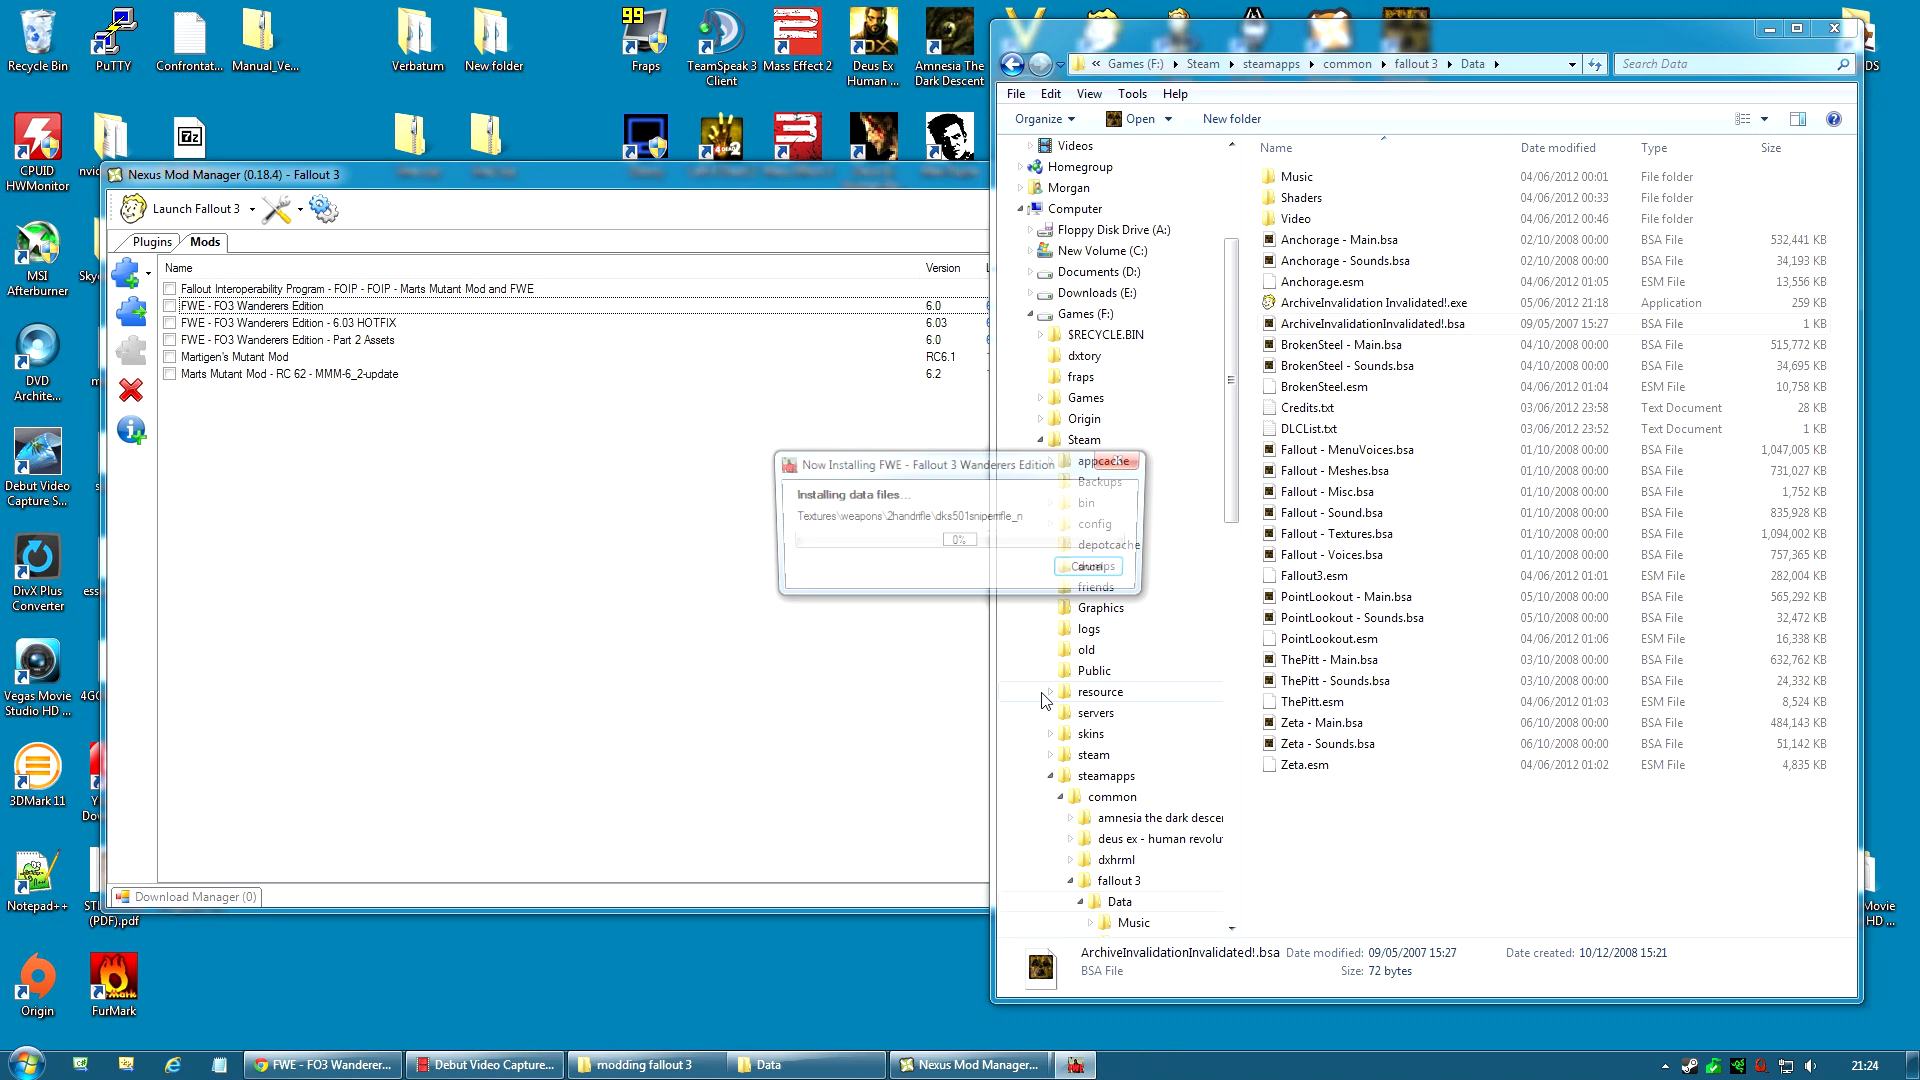 Recycle Bin
PuTTY
Confrontat...
Manual_Ve...
Verbatum
New folder
99
Fraps
TeamSpeak 3
Client
Mass Effect 2
Deus Ex
Human ...
Amnesia The
Dark Descent
CPUID
HWMonitor
MSI
Afterburner
DVD
Archite...
Debut Video
Capture S...
DivX Plus
Converter
Vegas Movie
Studio HD ...
3DMark 11
Notepad++
(PDF).pdf
Origin
FurMark
Movie
HD ...
Nexus Mod Manager (0.18.4) - Fallout 3
Launch Fallout 3
Plugins
Mods
Name
Version
Fallout Interoperability Program - FOIP - FOIP - Marts Mutant Mod and FWE
FWE - FO3 Wanderers Edition
6.0
FWE - FO3 Wanderers Edition - 6.03 HOTFIX
6.03
FWE - FO3 Wanderers Edition - Part 2 Assets
6.0
Martigen's Mutant Mod
RC6.1
Marts Mutant Mod - RC 62 - MMM-6_2-update
6.2
Download Manager (0)
Now Installing FWE - Fallout 3 Wanderers Edition
Installing data files...
Textures\weapons\2handrifle\dks501sniperrifle_n
0%
Cancel
« Games (F:) Steam steamapps common fallout 3 Data
Search Data
File Edit View Tools Help
Organize
Open
New folder
Videos
Homegroup
Morgan
Computer
Floppy Disk Drive (A:)
New Volume (C:)
Documents (D:)
Downloads (E:)
Games (F:)
$RECYCLE.BIN
dxtory
fraps
Games
Origin
Steam
appcache
Backups
bin
config
depotcache
dumps
friends
Graphics
logs
old
Public
resource
servers
skins
steam
steamapps
common
amnesia the dark descer
deus ex - human revolu
dxhrml
fallout 3
Data
Music
Name Date modified Type Size
Music 04/06/2012 00:01 File folder
Shaders 04/06/2012 00:33 File folder
Video 04/06/2012 00:46 File folder
Anchorage - Main.bsa 02/10/2008 00:00 BSA File 532,441 KB
Anchorage - Sounds.bsa 02/10/2008 00:00 BSA File 34,193 KB
Anchorage.esm 04/06/2012 01:05 ESM File 13,556 KB
ArchiveInvalidation Invalidated!.exe 05/06/2012 21:18 Application 259 KB
ArchiveInvalidationInvalidated!.bsa 09/05/2007 15:27 BSA File 1 KB
BrokenSteel - Main.bsa 04/10/2008 00:00 BSA File 515,772 KB
BrokenSteel - Sounds.bsa 04/10/2008 00:00 BSA File 34,695 KB
BrokenSteel.esm 04/06/2012 01:04 ESM File 10,758 KB
Credits.txt 03/06/2012 23:58 Text Document 28 KB
DLCList.txt 03/06/2012 23:52 Text Document 1 KB
Fallout - MenuVoices.bsa 01/10/2008 00:00 BSA File 1,047,005 KB
Fallout - Meshes.bsa 01/10/2008 00:00 BSA File 731,027 KB
Fallout - Misc.bsa 01/10/2008 00:00 BSA File 1,752 KB
Fallout - Sound.bsa 01/10/2008 00:00 BSA File 835,928 KB
Fallout - Textures.bsa 01/10/2008 00:00 BSA File 1,094,002 KB
Fallout - Voices.bsa 01/10/2008 00:00 BSA File 757,365 KB
Fallout3.esm 04/06/2012 01:01 ESM File 282,004 KB
PointLookout - Main.bsa 05/10/2008 00:00 BSA File 565,292 KB
PointLookout - Sounds.bsa 05/10/2008 00:00 BSA File 32,472 KB
PointLookout.esm 04/06/2012 01:06 ESM File 16,338 KB
ThePitt - Main.bsa 03/10/2008 00:00 BSA File 632,762 KB
ThePitt - Sounds.bsa 03/10/2008 00:00 BSA File 24,332 KB
ThePitt.esm 04/06/2012 01:03 ESM File 8,524 KB
Zeta - Main.bsa 06/10/2008 00:00 BSA File 484,143 KB
Zeta - Sounds.bsa 06/10/2008 00:00 BSA File 51,142 KB
Zeta.esm 04/06/2012 01:02 ESM File 4,835 KB
ArchiveInvalidationInvalidated!.bsa Date modified: 09/05/2007 15:27 Date created: 10/12/2008 15:21
BSA File Size: 72 bytes
FWE - FO3 Wanderer...
Debut Video Capture...
modding fallout 3
Data
Nexus Mod Manager...
21:24